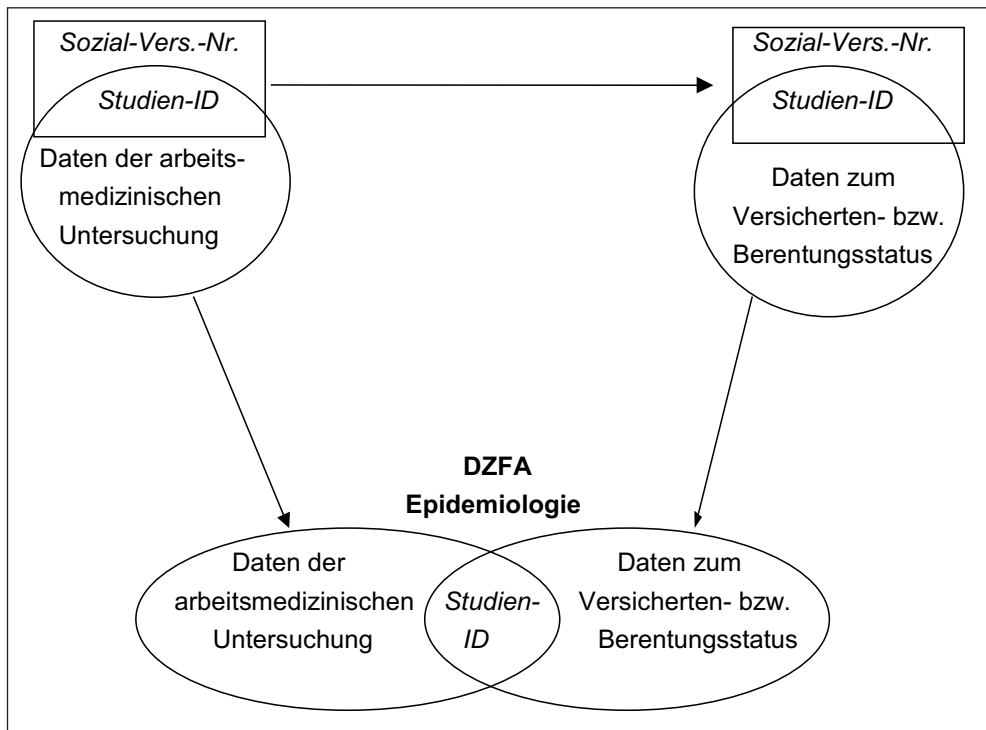 Sozial-Vers.-Nr.
Studien-ID
Daten der arbeits-
medizinischen
Untersuchung
Sozial-Vers.-Nr.
Studien-ID
Daten zum
Versicherten- bzw.
Berentungsstatus
DZFA
Epidemiologie
Daten der
arbeitsmedizinischen
Untersuchung
Studien-
ID
Daten zum
Versicherten- bzw.
Berentungsstatus